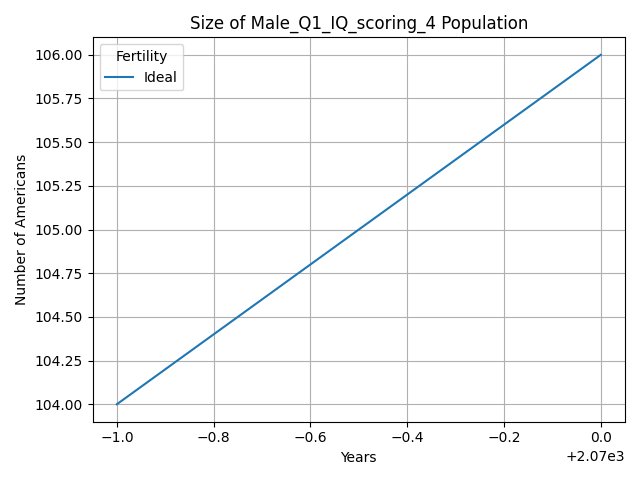 Size of Male_Q1_IQ_scoring_4 Population
Fertility
Ideal
Number of Americans
106.00
105.75
105.50
105.25
105.00
104.75
104.50
104.25
104.00
−1.0 −0.8 −0.6 −0.4 −0.2 0.0
+2.07e3
Years